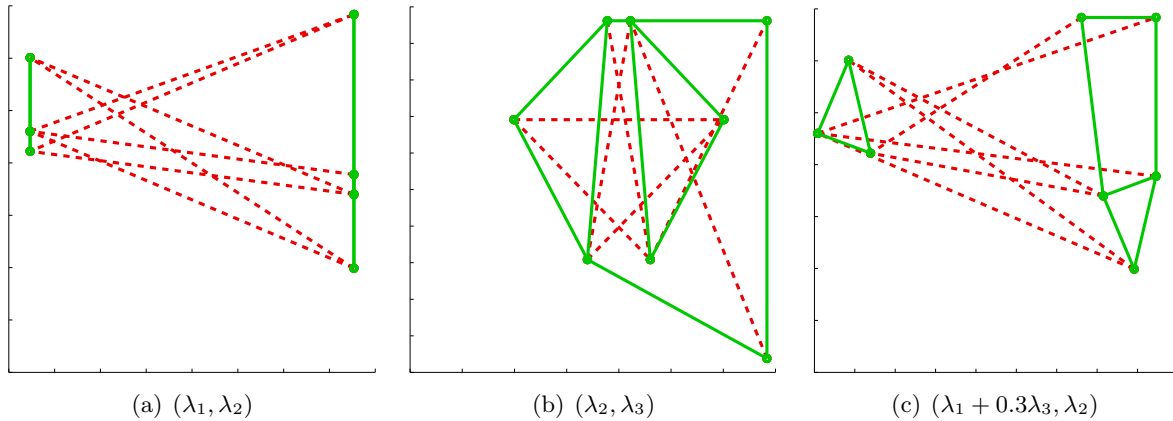 (a) (λ₁, λ₂)
(b) (λ₂, λ₃)
(c) (λ₁ + 0.3λ₃, λ₂)